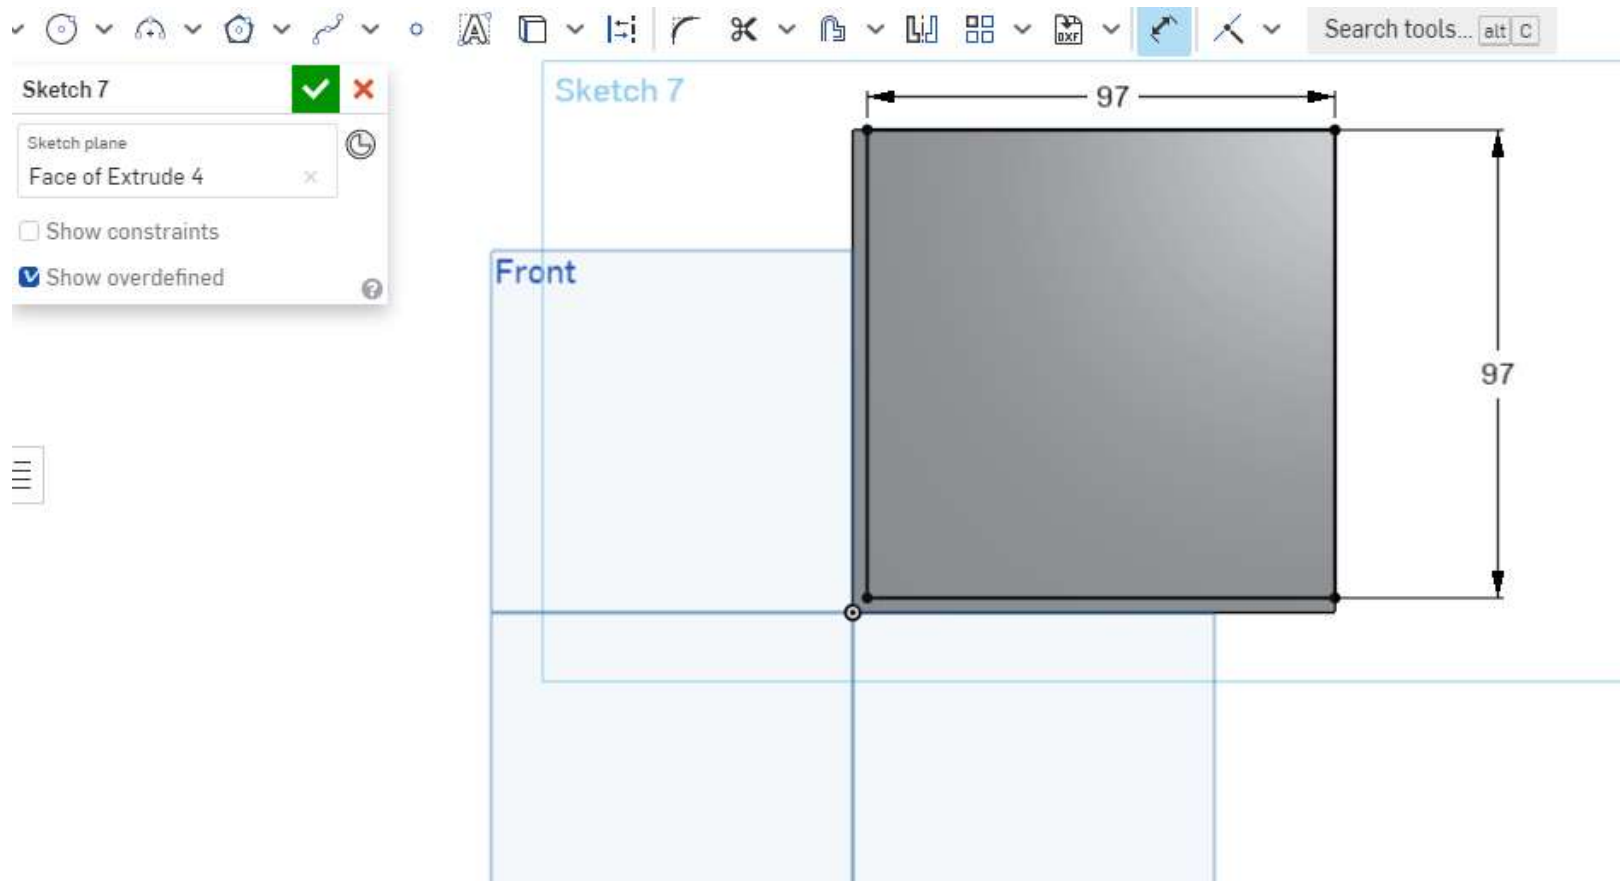 DXF
Search tools... alt C
Sketch 7
Sketch plane
Face of Extrude 4
Show constraints
Show overdefined
Sketch 7
97
Front
97